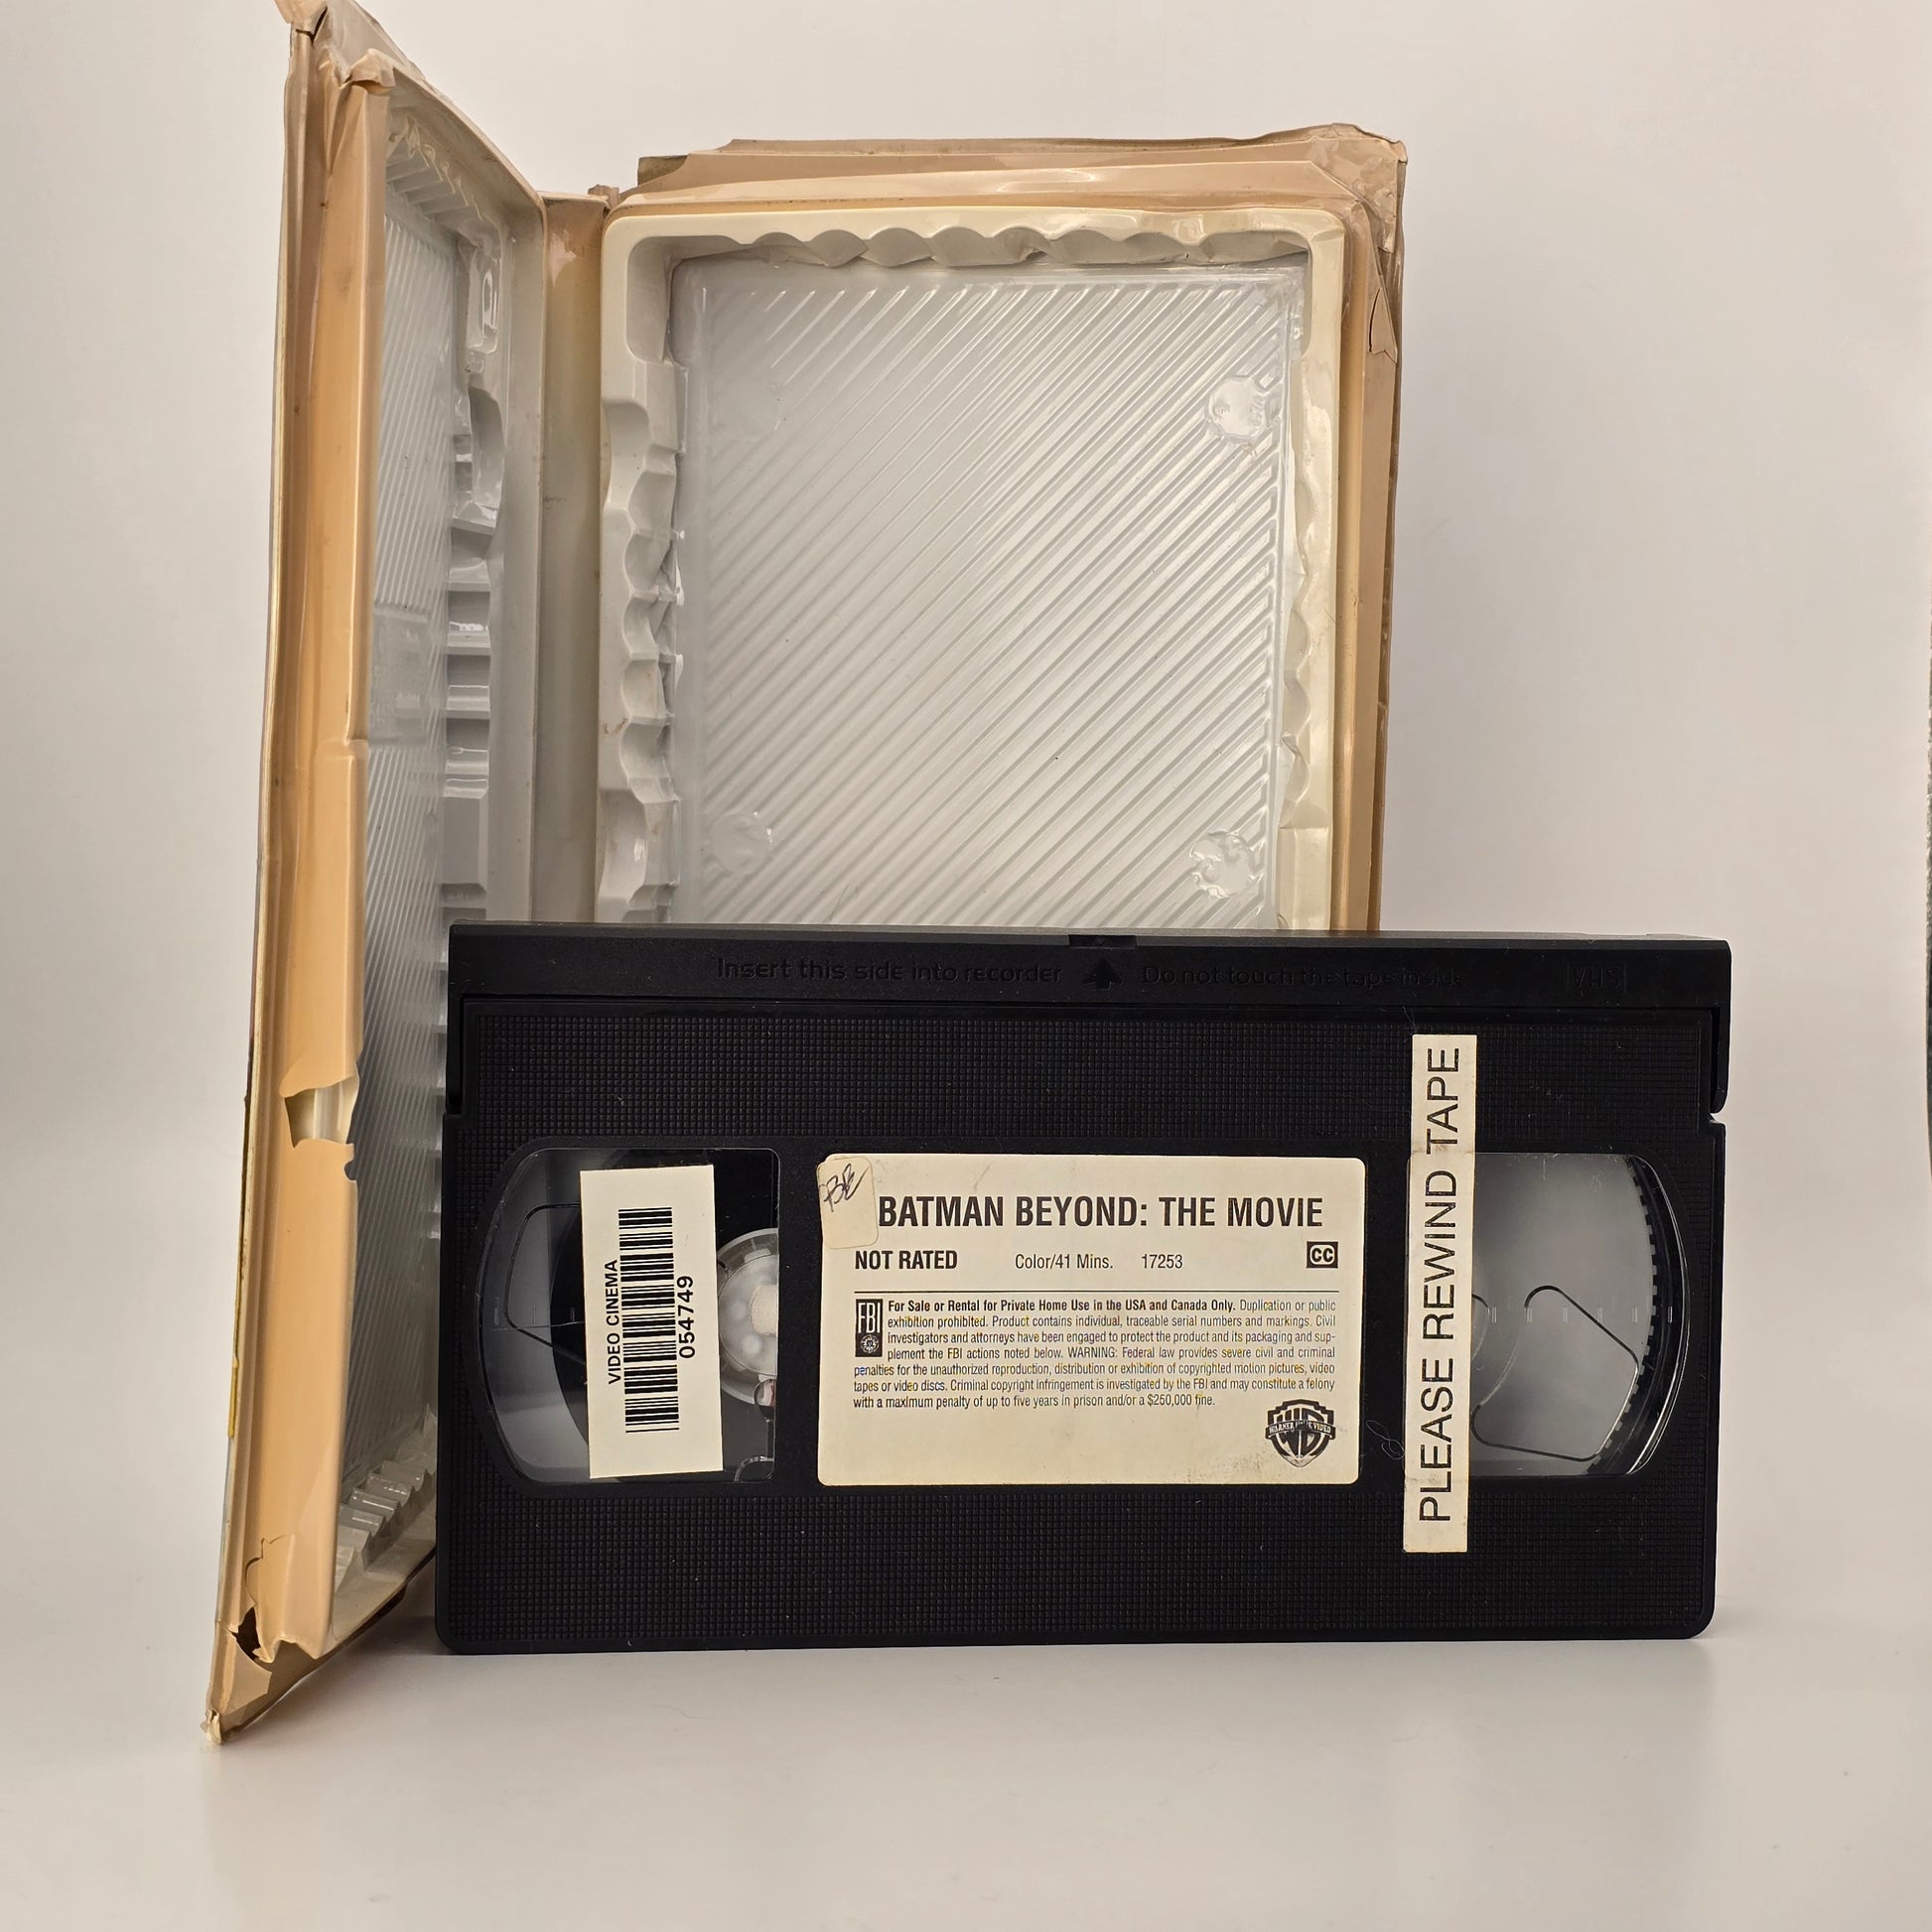 Insert this side into recorder Do not touch the tape inside VHS
PLEASE REWIND TAPE
VIDEO CINEMA
0547749
BE
BATMAN BEYOND: THE MOVIE
NOT RATED Color/41 Mins. 17253 CC
FBI
For Sale or Rental for Private Home Use in the USA and Canada Only. Duplication or public
exhibition prohibited. Product contains individual, traceable serial numbers and markings. Civil
investigators and attorneys have been engaged to protect the product and its packaging and sup-
plement the FBI actions noted below. WARNING: Federal law provides severe civil and criminal
penalties for the unauthorized reproduction, distribution or exhibition of copyrighted motion pictures, video
tapes or video discs. Criminal copyright infringement is investigated by the FBI and may constitute a felony
with a maximum penalty of up to five years in prison and/or a $250,000 fine.
WARNER HOME VIDEO